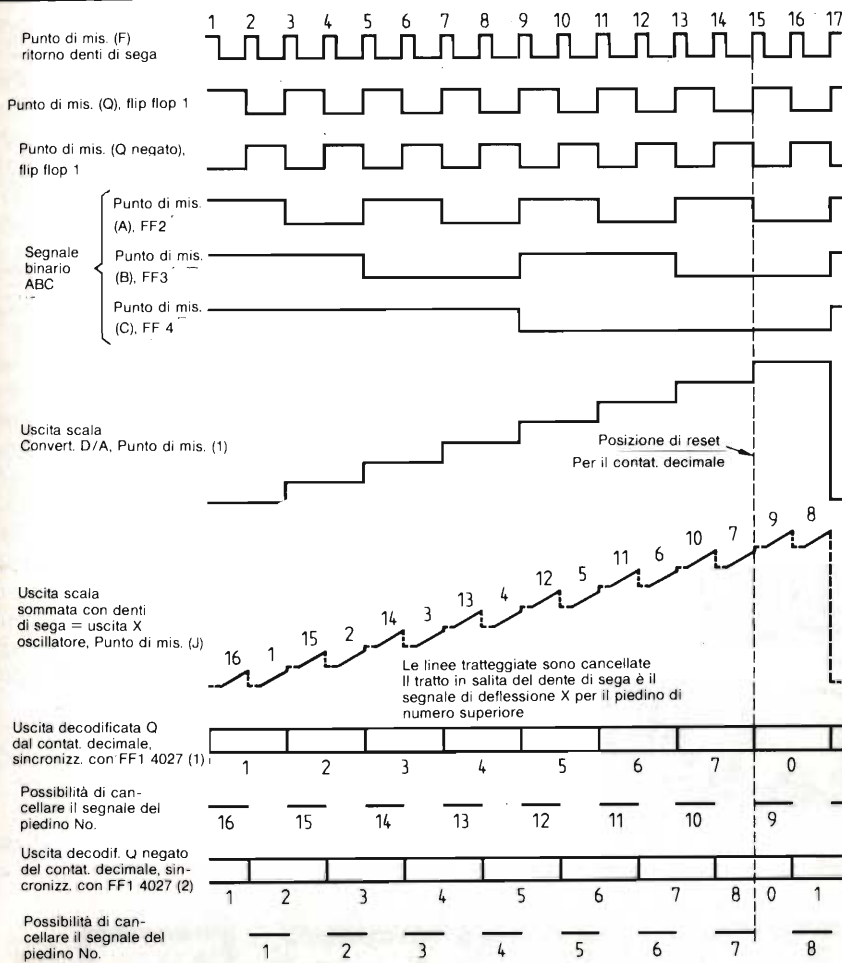 1 2 3 4 5 6 7 8 9 10 11 12 13 14 15 16 17
Punto di mis. (F)
ritorno denti di sega
Punto di mis. (Q), flip flop 1
Punto di mis. (Q negato),
flip flop 1
Segnale
binario
ABC
Punto di mis.
(A), FF2
Punto di mis.
(B), FF3
Punto di mis.
(C), FF 4
Uscita scala
Convert. D/A, Punto di mis. (1)
Posizione di reset
Per il contat. decimale
Uscita scala
sommata con denti
di sega = uscita X
oscillatore, Punto di mis. (J)
16 1 15 2 14 3 13 4 12 5 11 6 10 7 9 8
Le linee tratteggiate sono cancellate
Il tratto in salita del dente di sega è il
segnale di deflessione X per il piedino di
numero superiore
Uscita decodificata Q
dal contat. decimale,
sincronizz. con FF1 4027 (1)
1 2 3 4 5 6 7 0
Possibilità di can-
cellare il segnale del
piedino No.
16 15 14 13 12 11 10 9
Uscita decodif. Q negato
del contat. decimale, sin-
cronizz. con FF1 4027 (2)
1 2 3 4 5 6 7 8 0 1
Possibilità di can-
cellare il segnale del
piedino No.
1 2 3 4 5 6 7 8